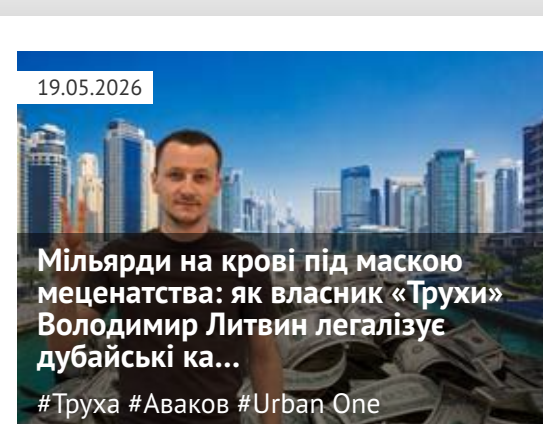 19.05.2026
Мільярди на крові під маскою
меценатства: як власник «Трухи»
Володимир Литвин легалізує
дубайські ка...
#Труха #Аваков #Urban One